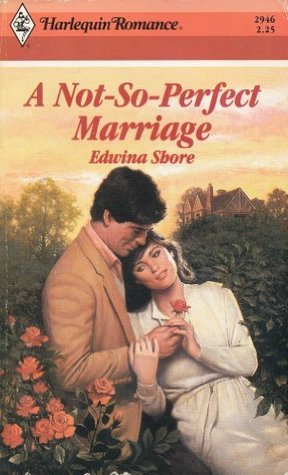 Harlequin Romance®
2946
2.25
A Not-So-Perfect
Marriage
Edwina Shore